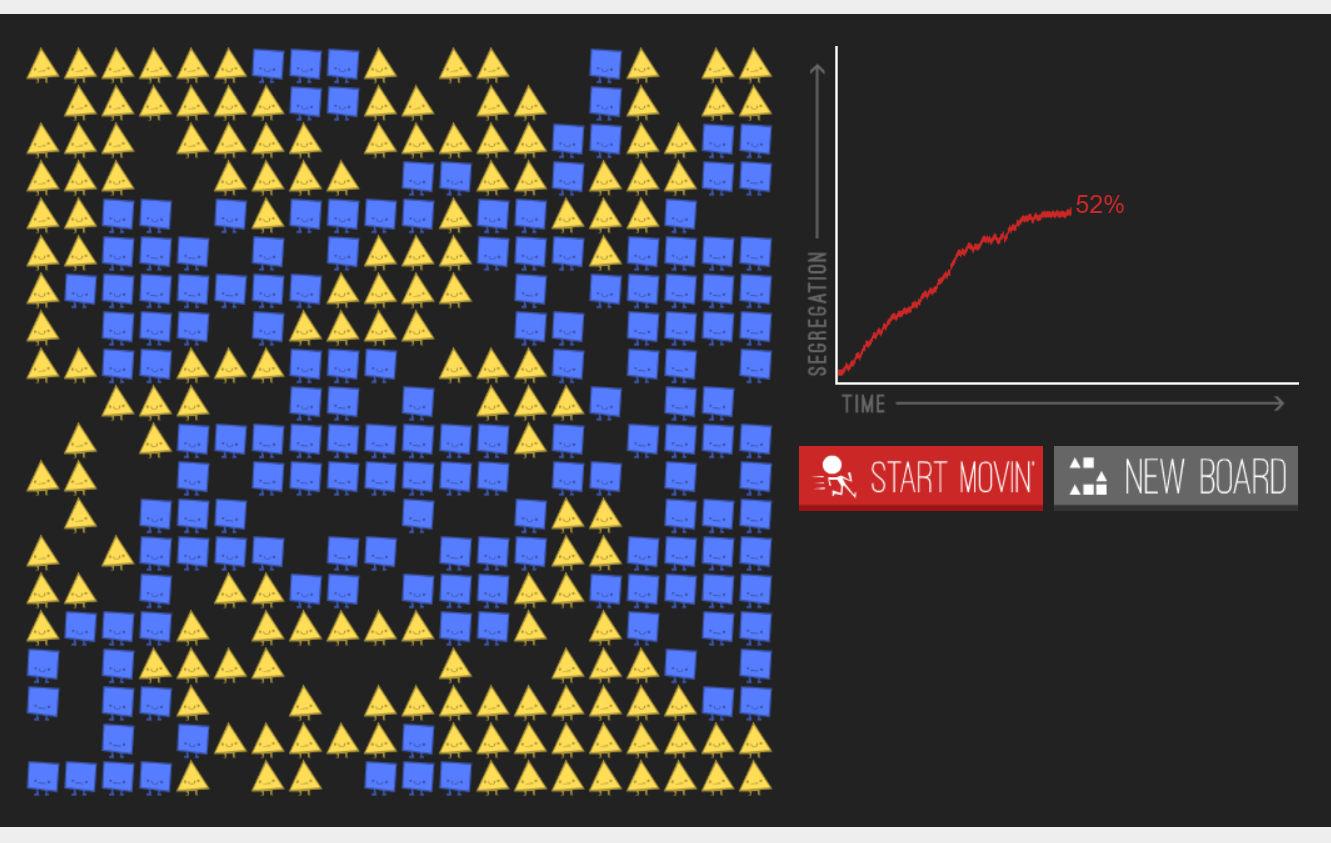 52%
SEGREGATION
TIME
START MOVIN'
NEW BOARD